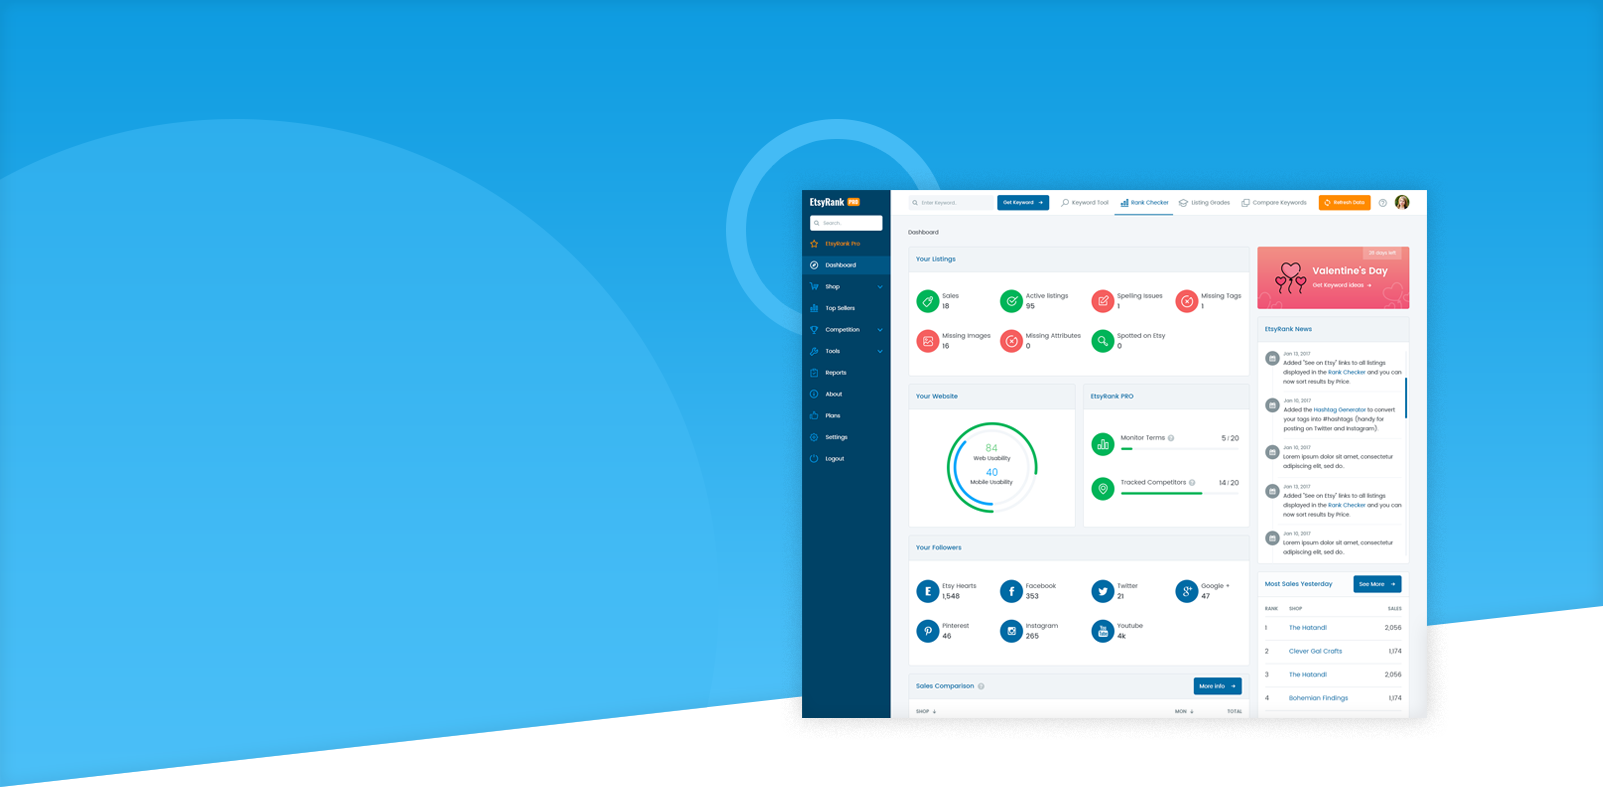 EtsyRank PRO
Search..
EtsyRank Pro
Dashboard
Shop
Top Sellers
Competition
Tools
Reports
About
Plans
Settings
Logout
Enter Keyword..
Get Keyword
Keyword Tool
Rank Checker
Listing Grades
Compare Keywords
Refresh Data
Dashboard
Your Listings
Sales
18
Active listings
95
Spelling issues
1
Missing Tags
1
Missing Images
16
Missing Attributes
0
Spotted on Etsy
0
Your Website
84
Web Usability
40
Mobile Usability
EtsyRank PRO
Monitor Terms ? 5 / 20
Tracked Competitors ? 14 / 20
Your Followers
Etsy Hearts
1,548
Facebook
353
Twitter
21
Google +
47
Pinterest
46
Instagram
265
Youtube
4k
Sales Comparison ?
More info
SHOP MON TOTAL
days left
Valentine's Day
Get Keyword Ideas
EtsyRank News
Jan 13, 2017
Added "See on Etsy" links to all listings
displayed in the Rank Checker and you can
now sort results by Price.
Jan 10, 2017
Added the Hashtag Generator to convert
your tags into #hashtags (handy for
posting on Twitter and Instagram).
Jan 10, 2017
Lorem ipsum dolor sit amet, consectetur
adipiscing elit, sed do..
Jan 13, 2017
Added "See on Etsy" links to all listings
displayed in the Rank Checker and you can
now sort results by Price.
Jan 10, 2017
Lorem ipsum dolor sit amet, consectetur
adipiscing elit, sed do..
Most Sales Yesterday
See More
RANK SHOP SALES
1 The Hatandl 2,056
2 Clever Gal Crafts 1,174
3 The Hatandl 2,056
4 Bohemian Findings 1,174